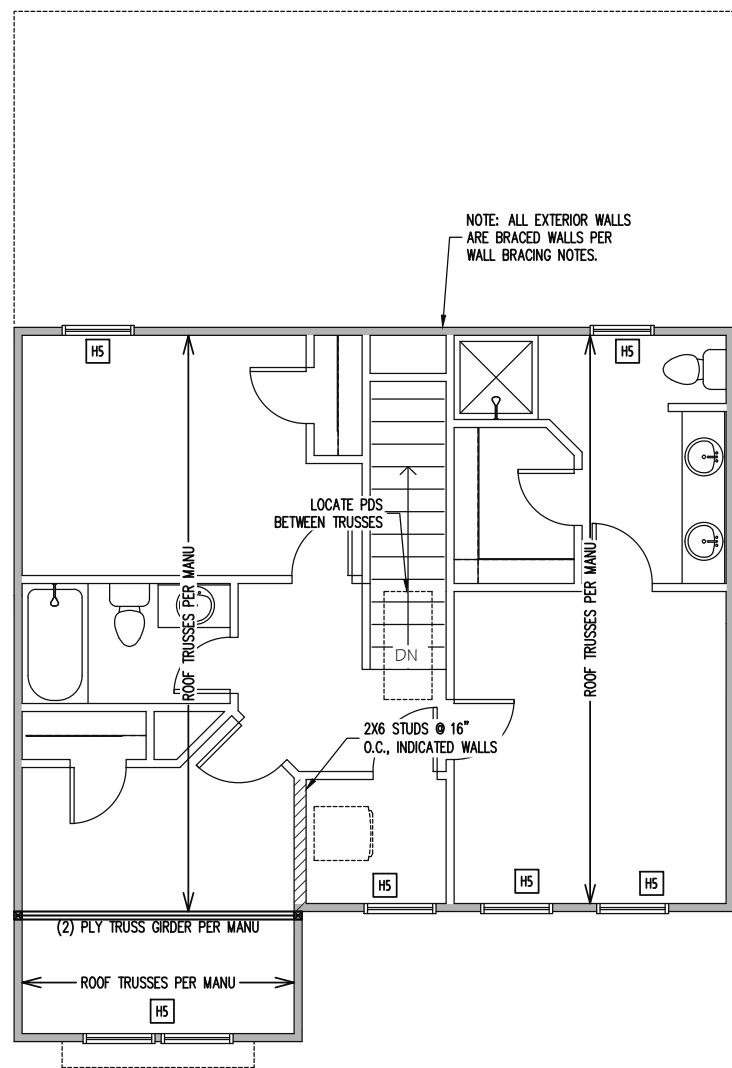 NOTE: ALL EXTERIOR WALLS
ARE BRACED WALLS PER
WALL BRACING NOTES.
H5
H5
LOCATE PDS
BETWEEN TRUSSES
ROOF TRUSSES PER MANU
ROOF TRUSSES PER MANU
DN
2X6 STUDS @ 16"
O.C., INDICATED WALLS
H5
H5
H5
(2) PLY TRUSS GIRDER PER MANU
ROOF TRUSSES PER MANU
H5